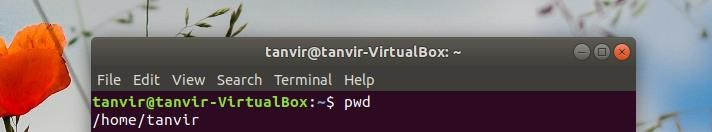 tanvir@tanvir-VirtualBox: ~
File Edit View Search Terminal Help
tanvir@tanvir-VirtualBox:~$ pwd
/home/tanvir